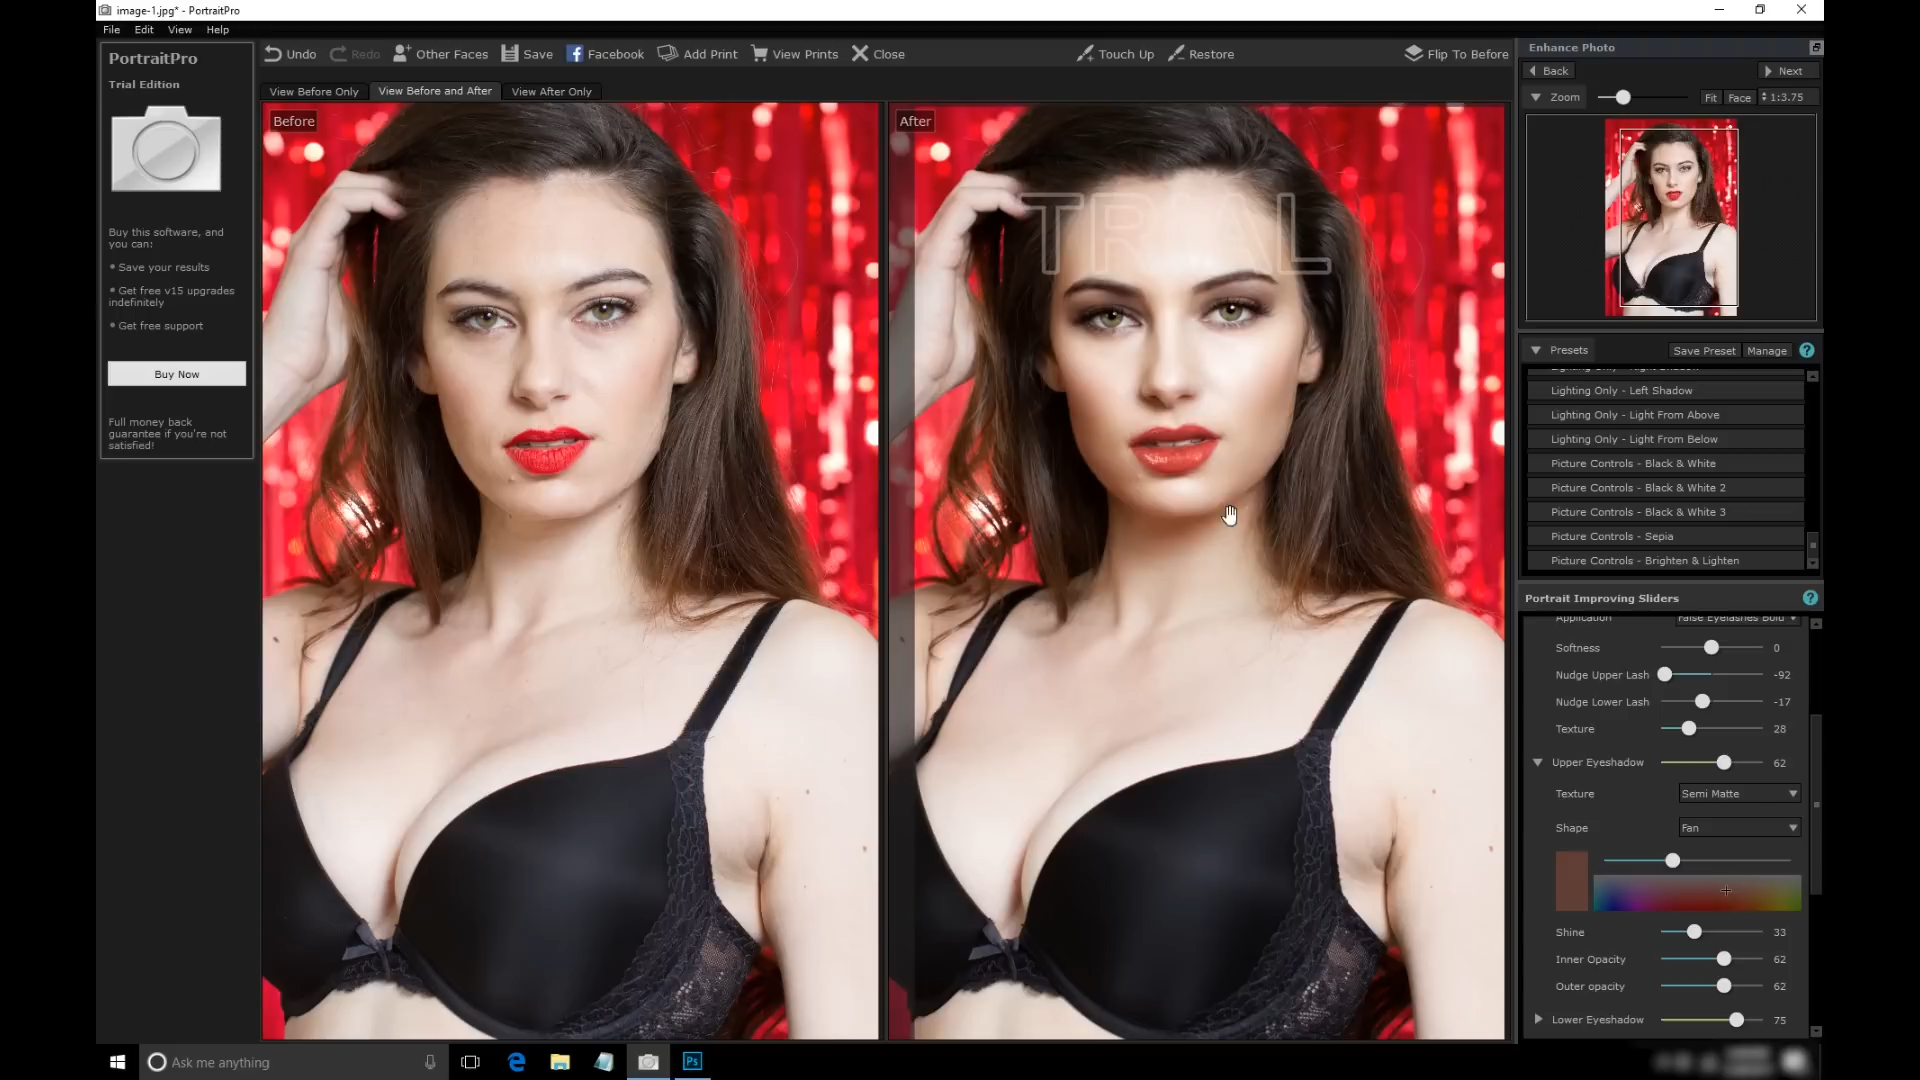 image-1.jpg* - PortraitPro
File Edit View Help
PortraitPro
Trial Edition
Buy this software, and
you can:
• Save your results
• Get free v15 upgrades
indefinitely
• Get free support
Buy Now
Full money back
guarantee if you're not
satisfied!
Undo Redo Other Faces Save Facebook Add Print View Prints Close Touch Up Restore Flip To Before
View Before Only View Before and After View After Only
Before
After
TRIAL
Enhance Photo
Back Next
Zoom Fit Face 1:3.75
Presets Save Preset Manage ?
Lighting Only - Left Shadow
Lighting Only - Light From Above
Lighting Only - Light From Below
Picture Controls - Black & White
Picture Controls - Black & White 2
Picture Controls - Black & White 3
Picture Controls - Sepia
Picture Controls - Brighten & Lighten
Portrait Improving Sliders ?
Application False Eyelashes Bold
Softness 0
Nudge Upper Lash -92
Nudge Lower Lash -17
Texture 28
Upper Eyeshadow 62
Texture Semi Matte
Shape Fan
Shine 33
Inner Opacity 62
Outer opacity 62
Lower Eyeshadow 75
Ask me anything
Ps